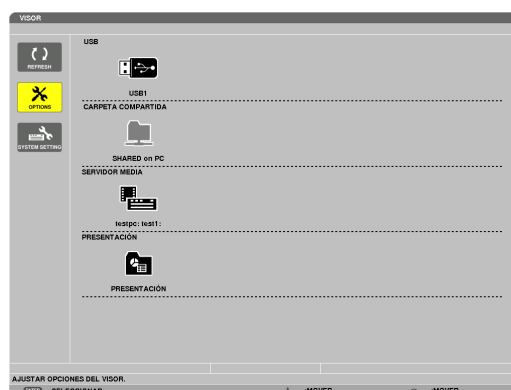 VISOR
REFRESH
OPTIONS
SYSTEM SETTING
USB
USB1
CARPETA COMPARTIDA
SHARED on PC
SERVIDOR MEDIA
testpc: test1:
PRESENTACIÓN
PRESENTACIÓN
AJUSTAR OPCIONES DEL VISOR.
:SELECCIONAR :MOVER :MOVER